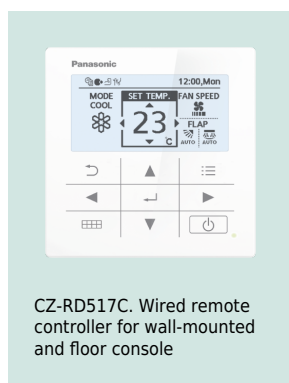 Panasonic
12:00,Mon
MODE
COOL
SET TEMP.
FAN SPEED
23
°C
FLAP
AUTO AUTO
CZ-RD517C. Wired remote
controller for wall-mounted
and floor console